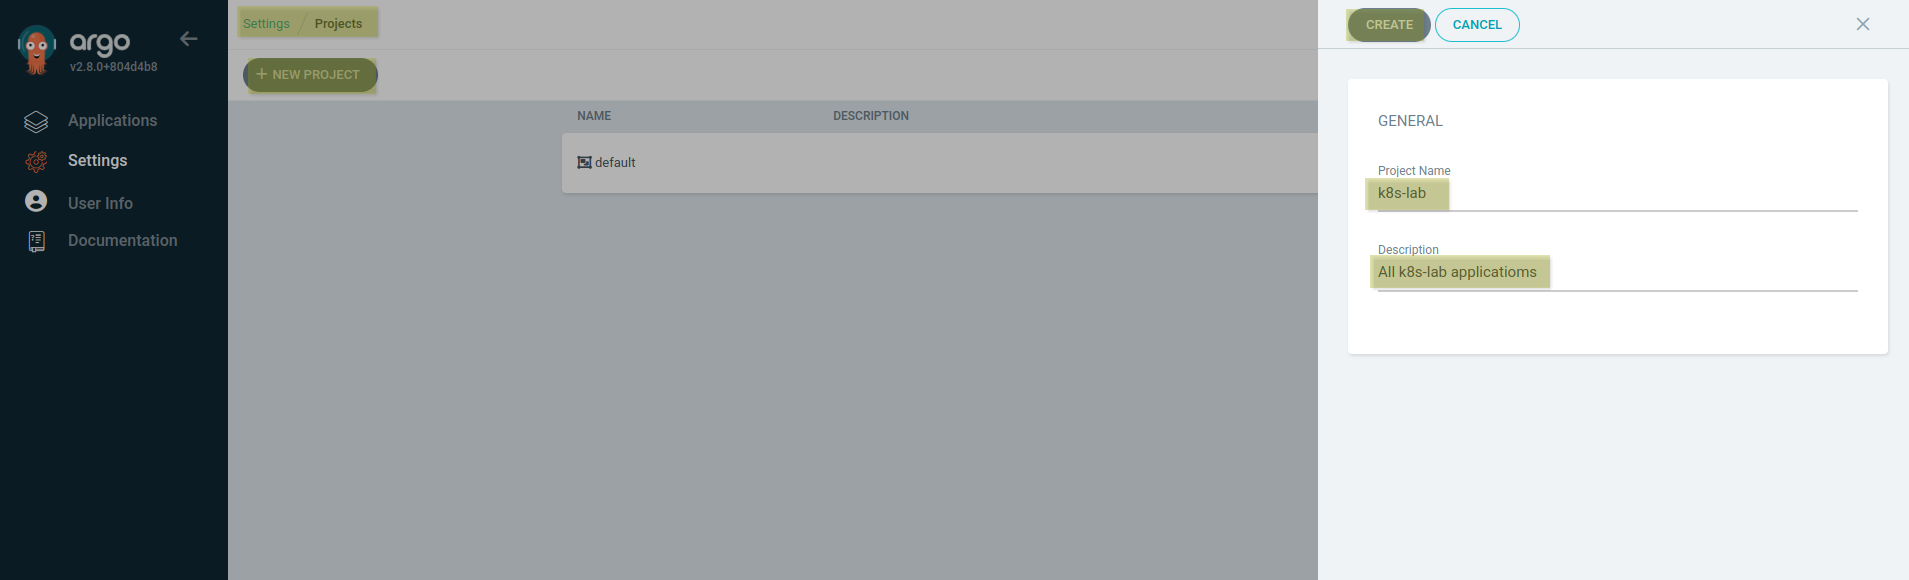 argo
v2.8.0+804d4b8
Applications
Settings
User Info
Documentation
Settings / Projects
+ NEW PROJECT
NAME DESCRIPTION
default
CREATE CANCEL
GENERAL
Project Name
k8s-lab
Description
All k8s-lab applicatioms